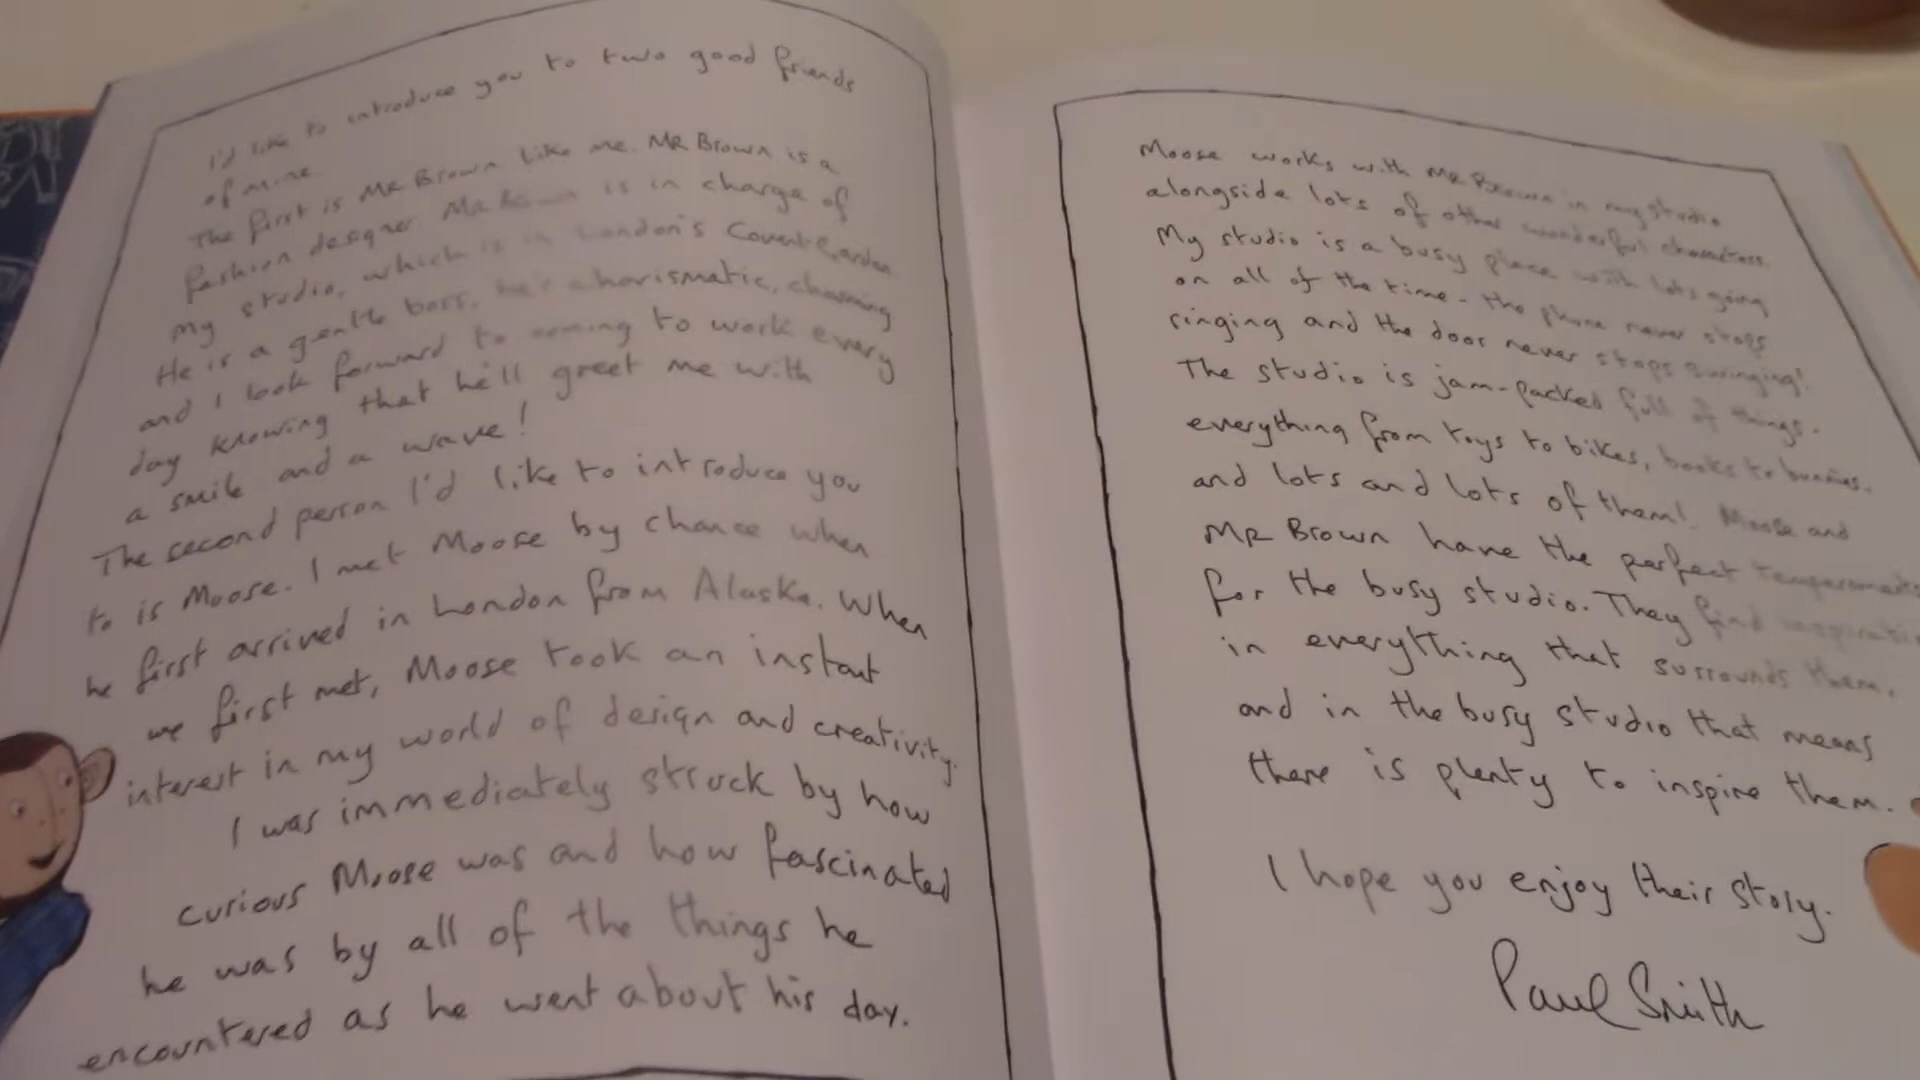 I'd like to introduce you to two good friends
of mine.
The first is MR Brown like me. MR Brown is a
fashion designer. MR Brown is in charge of
my studio, which is in London's Covent Garden.
He is a gentle boss. He's charismatic, charming
and I look forward to coming to work every
day knowing that he'll greet me with
a smile and a wave!
The second person I'd like to introduce you
to is Moose. I met Moose by chance when
he first arrived in London from Alaska. When
we first met, Moose took an instant
interest in my world of design and creativity.
I was immediately struck by how
curious Moose was and how fascinated
he was by all of the things he
encountered as he went about his day.
Moose works with MR Brown in my studio
alongside lots of other wonderful characters.
My studio is a busy place with lots going
on all of the time - the phone never stops
ringing and the door never stops swinging!
The studio is jam-packed full of things.
everything from toys to bikes, books to bunnies.
and lots and lots of them! Moose and
MR Brown have the perfect temperaments
for the busy studio. They find inspiration
in everything that surrounds them,
and in the busy studio that means
there is plenty to inspire them.
I hope you enjoy their story.
Paul Smith